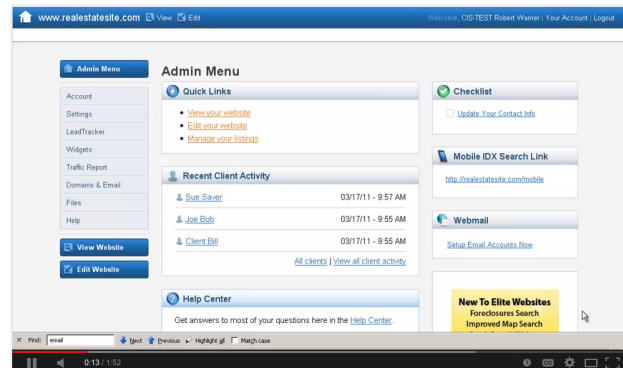 www.realestatesite.com View Edit
Welcome, CIS-TEST Robert Warner | Your Account | Logout
Admin Menu
Account
Settings
LeadTracker
Widgets
Traffic Report
Domains & Email
Files
Help
View Website
Edit Website
Admin Menu
Quick Links
View your website
Edit your website
Manage your listings
Recent Client Activity
Sue Saver 03/17/11 - 9:57 AM
Joe Bob 03/17/11 - 9:55 AM
Client Bill 03/17/11 - 9:55 AM
All clients | View all client activity
Help Center
Get answers to most of your questions here in the Help Center.
Checklist
Update Your Contact Info
Mobile IDX Search Link
http://realestatesite.com/mobile
Webmail
Setup Email Accounts Now
New To Elite Websites
Foreclosures Search
Improved Map Search
Find: email Next Previous Highlight all Match case
0:13 / 1:52